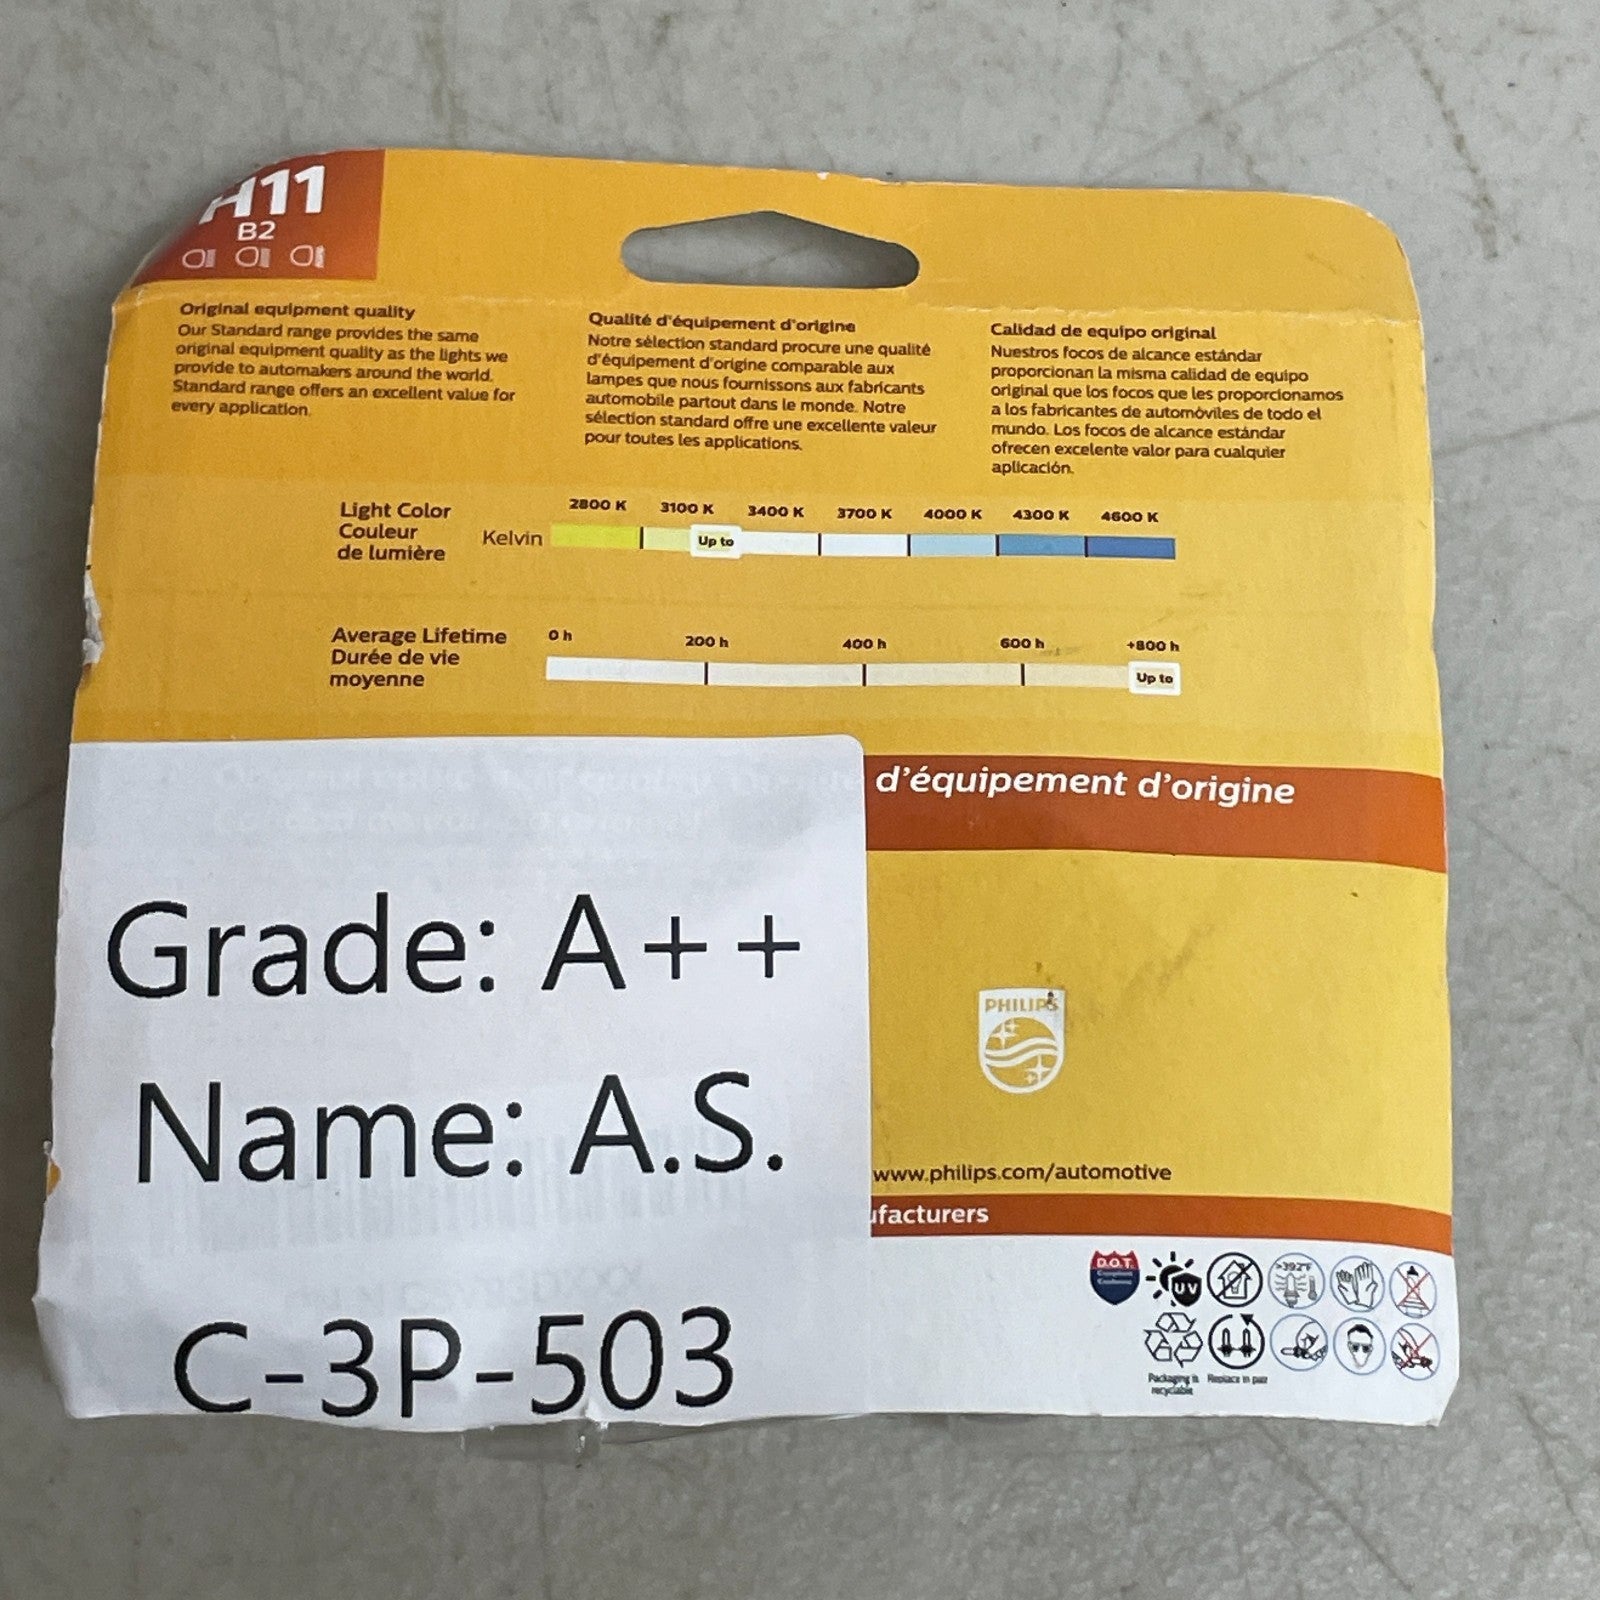 H11
B2
Original equipment quality
Our Standard range provides the same
original equipment quality as the lights we
provide to automakers around the world.
Standard range offers an excellent value for
every application.
Qualité d'équipement d'origine
Notre sélection standard procure une qualité
d'équipement d'origine comparable aux
lampes que nous fournissons aux fabricants
automobile partout dans le monde. Notre
sélection standard offre une excellente valeur
pour toutes les applications.
Calidad de equipo original
Nuestros focos de alcance estándar
proporcionan la misma calidad de equipo
original que los focos que les proporcionamos
a los fabricantes de automóviles de todo el
mundo. Los focos de alcance estándar
ofrecen excelente valor para cualquier
aplicación.
Light Color
Couleur
de lumière
Kelvin
2800 K 3100 K 3400 K 3700 K 4000 K 4300 K 4600 K
Up to
Average Lifetime
Durée de vie
moyenne
0 h 200 h 400 h 600 h +800 h
Up to
d'équipement d'origine
Grade: A++
Name: A.S.
C-3P-503
PHILIPS
www.philips.com/automotive
ufacturers
D.O.T.
UV
>392°F
Packaging is
recyclable
Replace in pair